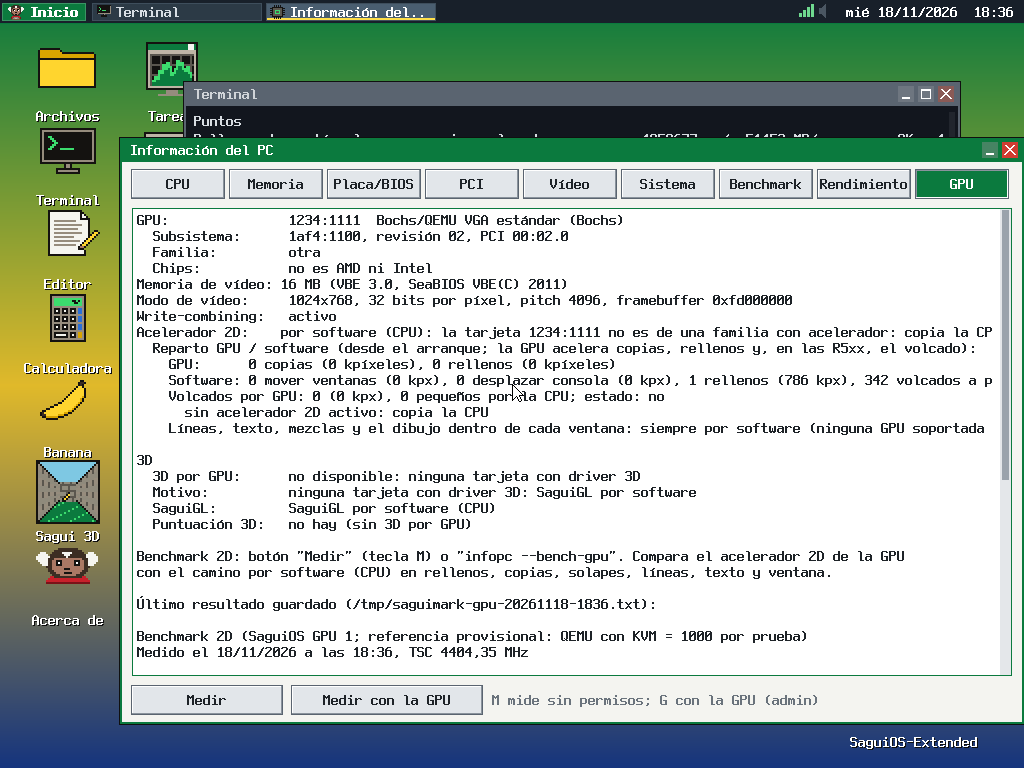 Inicio
Terminal
Información del..
mié 18/11/2026
18:36
Archivos
Terminal
Editor
Calculadora
Banana
Sagui 3D
Acerca de
Terminal
Puntos
Información del PC
CPU
Memoria
Placa/BIOS
PCI
Vídeo
Sistema
Benchmark
Rendimiento
GPU
GPU: 1234:1111 Bochs/QEMU VGA estándar (Bochs)
Subsistema: 1af4:1100, revisión 02, PCI 00:02.0
Familia: otra
Chips: no es AMD ni Intel
Memoria de vídeo: 16 MB (VBE 3.0, SeaBIOS VBE(C) 2011)
Modo de vídeo: 1024x768, 32 bits por píxel, pitch 4096, framebuffer 0xfd000000
Write-combining: activo
Acelerador 2D: por software (CPU): la tarjeta 1234:1111 no es de una familia con acelerador: copia la CP
Reparto GPU / software (desde el arranque; la GPU acelera copias, rellenos y, en las R5xx, el volcado):
GPU: 0 copias (0 kpíxeles), 0 rellenos (0 kpíxeles)
Software: 0 mover ventanas (0 kpx), 0 desplazar consola (0 kpx), 1 rellenos (786 kpx), 342 volcados a p
Volcados por GPU: 0 (0 kpx), 0 pequeños por la CPU; estado: no
sin acelerador 2D activo: copia la CPU
Líneas, texto, mezclas y el dibujo dentro de cada ventana: siempre por software (ninguna GPU soportada
3D
3D por GPU: no disponible: ninguna tarjeta con driver 3D
Motivo: ninguna tarjeta con driver 3D: SaguiGL por software
SaguiGL: SaguiGL por software (CPU)
Puntuación 3D: no hay (sin 3D por GPU)
Benchmark 2D: botón "Medir" (tecla M) o "infopc --bench-gpu". Compara el acelerador 2D de la GPU
con el camino por software (CPU) en rellenos, copias, solapes, líneas, texto y ventana.
Último resultado guardado (/tmp/saguimark-gpu-20261118-1836.txt):
Benchmark 2D (SaguiOS GPU 1; referencia provisional: QEMU con KVM = 1000 por prueba)
Medido el 18/11/2026 a las 18:36, TSC 4404,35 MHz
Medir
Medir con la GPU
M mide sin permisos; G con la GPU (admin)
SaguiOS-Extended